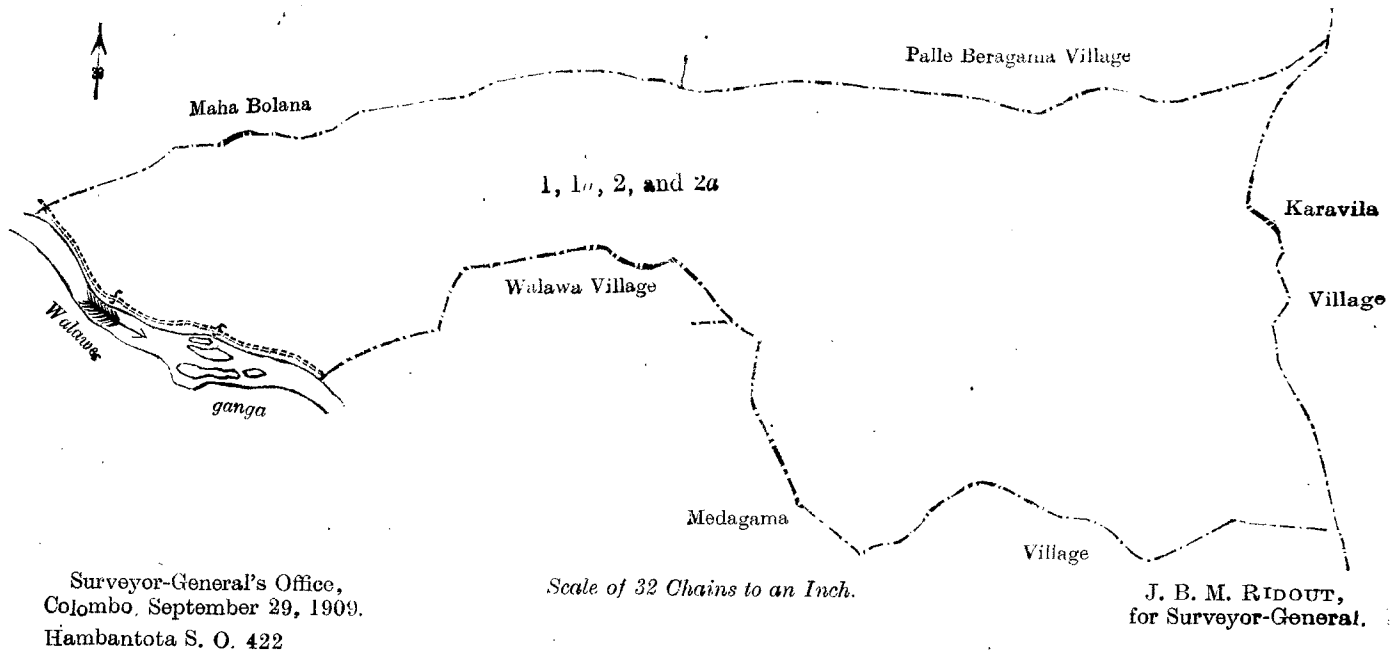 Palle Beragama Village
Maha Bolana
1, 1a, 2, and 2a
Karavila
Walawa Village
Village
Walawe
ganga
Medagama
Village
Surveyor-General's Office,
Colombo, September 29, 1909.
Hambantota S. O. 422
Scale of 32 Chains to an Inch.
J. B. M. RIDOUT,
for Surveyor-General.